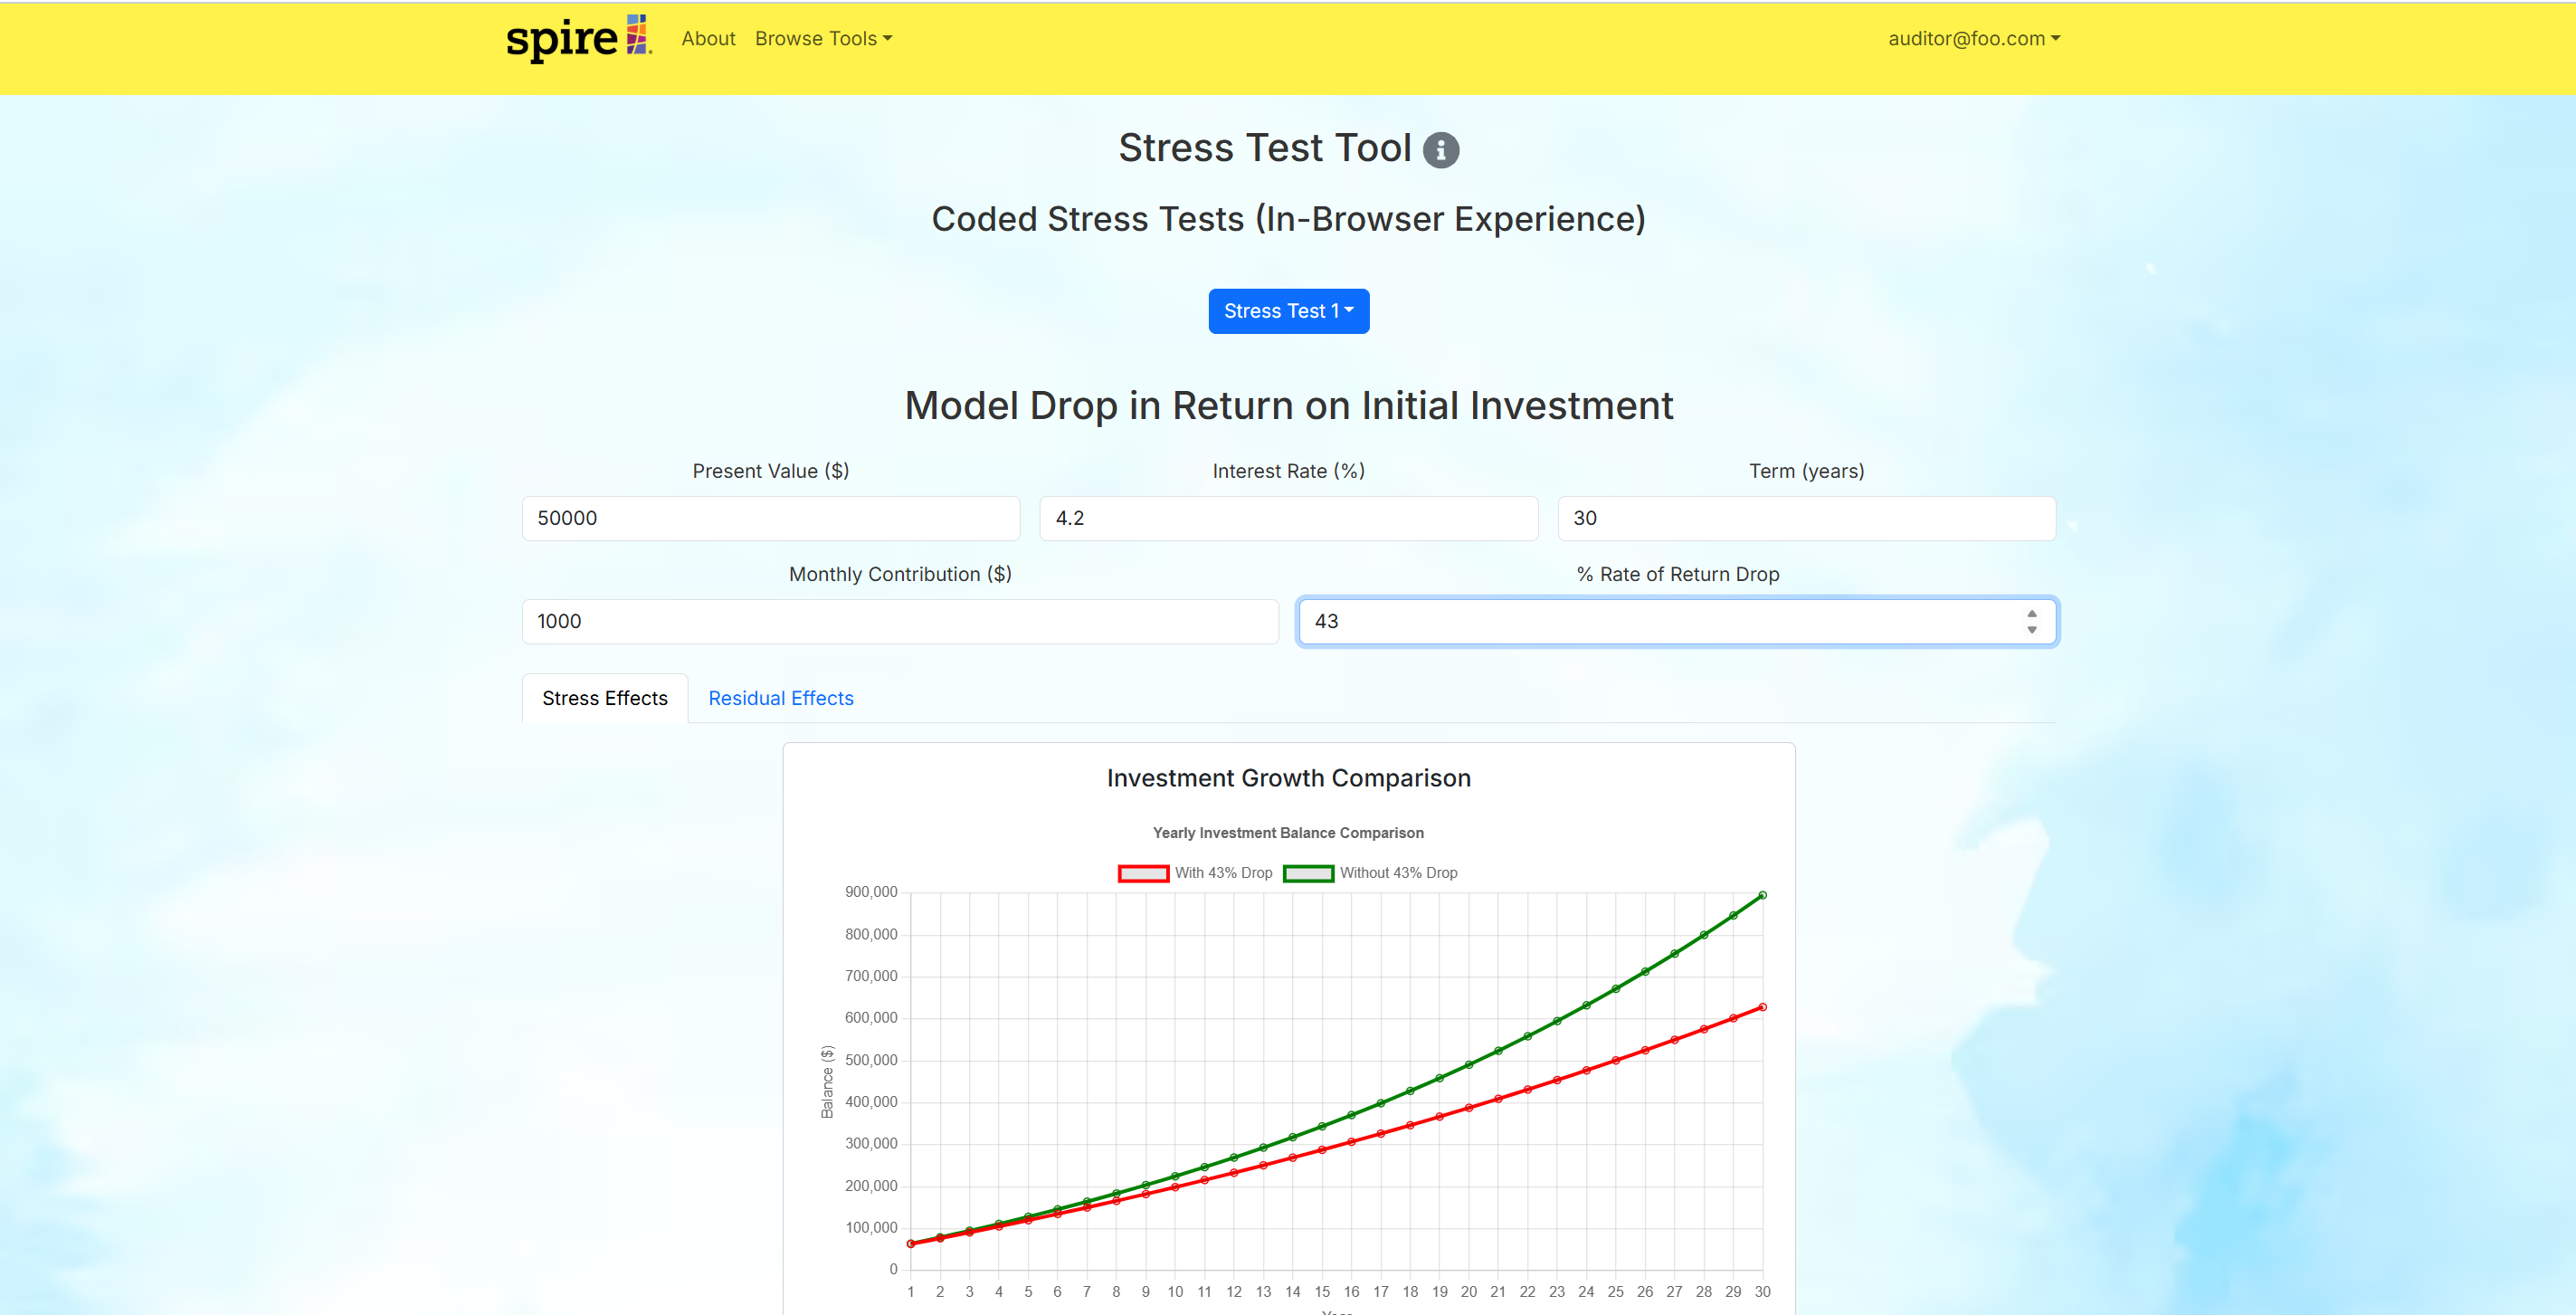 spire About Browse Tools auditor@foo.com
Stress Test Tool
Coded Stress Tests (In-Browser Experience)
Stress Test 1
Model Drop in Return on Initial Investment
Present Value ($) Interest Rate (%) Term (years)
50000 4.2 30
Monthly Contribution ($) % Rate of Return Drop
1000 43
Stress Effects Residual Effects
Investment Growth Comparison
Yearly Investment Balance Comparison
With 43% Drop Without 43% Drop
900,000
800,000
700,000
600,000
500,000
400,000
300,000
200,000
100,000
0
Balance ($)
1 2 3 4 5 6 7 8 9 10 11 12 13 14 15 16 17 18 19 20 21 22 23 24 25 26 27 28 29 30